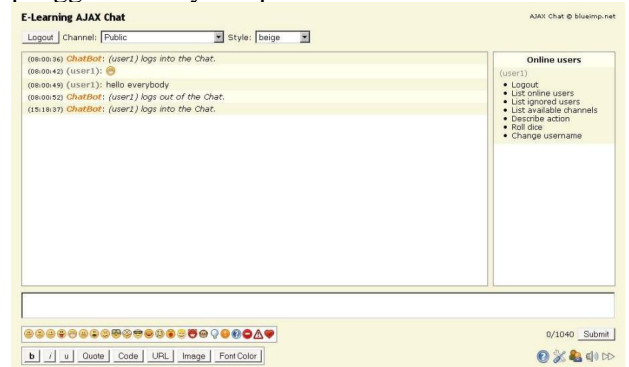 E-Learning AJAX Chat
AJAX Chat © blueimp.net
Logout Channel: Public Style: beige
(08:00:36) ChatBot: (user1) logs into the Chat.
(08:00:42) (user1):
(08:00:49) (user1): hello everybody
(08:00:52) ChatBot: (user1) logs out of the Chat.
(15:18:37) ChatBot: (user1) logs into the Chat.
Online users
(user1)
Logout
List online users
List ignored users
List available channels
Describe action
Roll dice
Change username
0/1040 Submit
b i u Quote Code URL Image Font Color